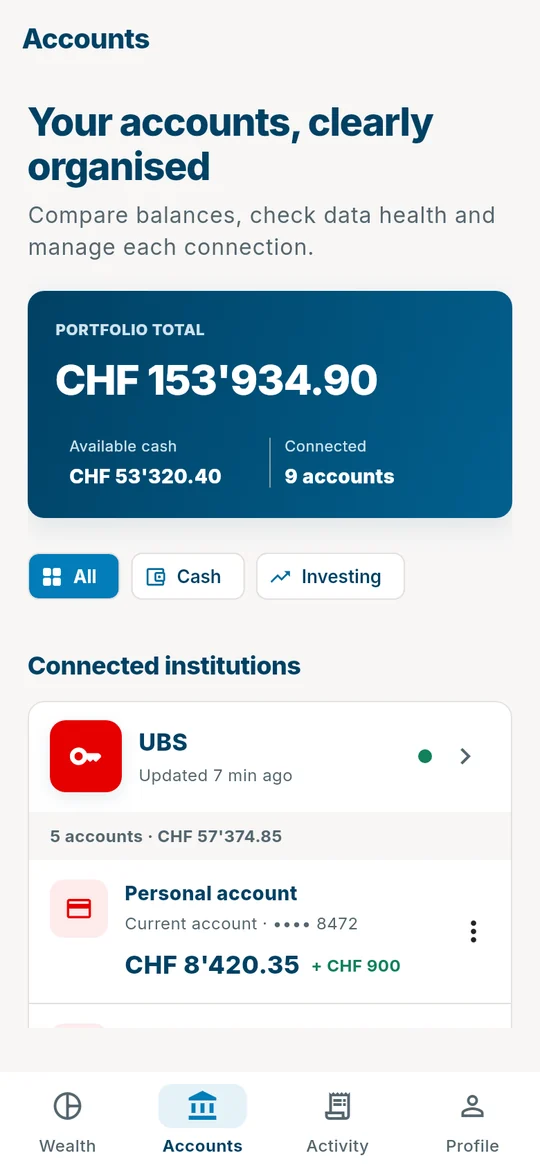 Accounts
Your accounts, clearly
organised
Compare balances, check data health and
manage each connection.
PORTFOLIO TOTAL
CHF 153'934.90
Available cash
CHF 53'320.40
Connected
9 accounts
All
Cash
Investing
Connected institutions
UBS
Updated 7 min ago
5 accounts · CHF 57'374.85
Personal account
Current account · •••• 8472
CHF 8'420.35 + CHF 900
Wealth
Accounts
Activity
Profile